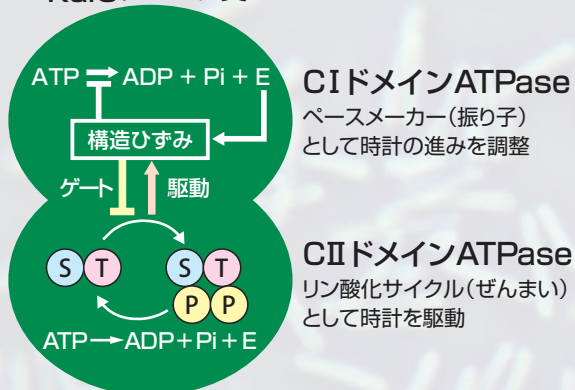 ATP → ADP + Pi + E
構造ひずみ
ゲート
駆動
S T
S T
P P
ATP→ADP+Pi+E
CIドメインATPase
ペースメーカー(振り子)
として時計の進みを調整
CIIドメインATPase
リン酸化サイクル(ぜんまい)
として時計を駆動